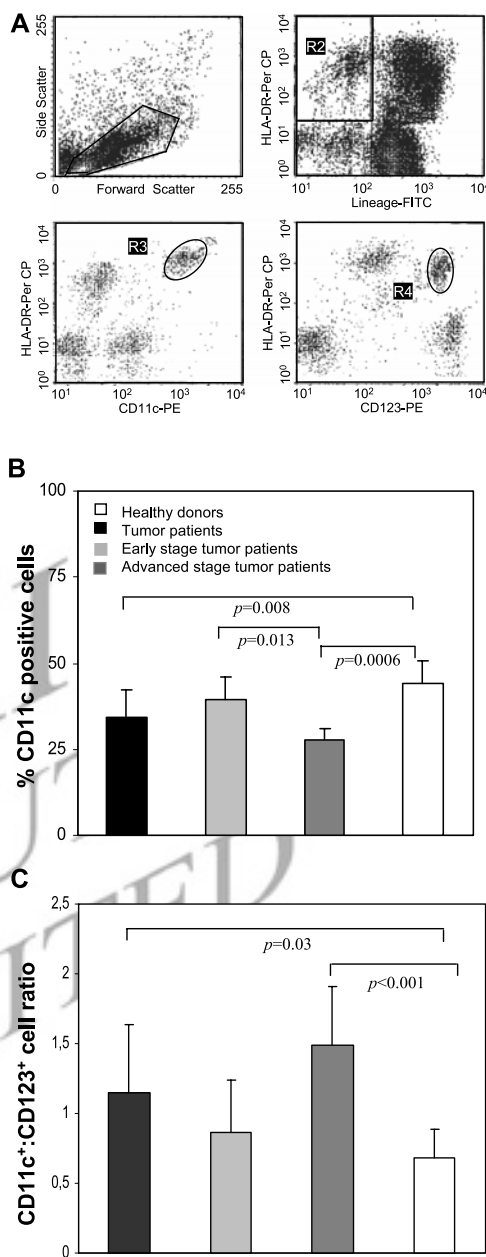 A
255
Side Scatter
0
0
Forward Scatter
255
R2
HLA-DR-Per CP
10⁴
10³
10²
10¹
10⁰
10¹ 10² 10³ 10⁴
Lineage-FITC
R3
HLA-DR-Per CP
10⁴
10³
10²
10¹
10⁰
10¹ 10² 10³ 10⁴
CD11c-PE
R4
HLA-DR-Per CP
10⁴
10³
10²
10¹
10⁰
10¹ 10² 10³ 10⁴
CD123-PE
B
% CD11c positive cells
100
75
50
25
0
Healthy donors
Tumor patients
Early stage tumor patients
Advanced stage tumor patients
p=0.008
p=0.013
p=0.0006
C
CD11c⁺:CD123⁺ cell ratio
2,5
2
1,5
1
0,5
0
p=0.03
p<0.001